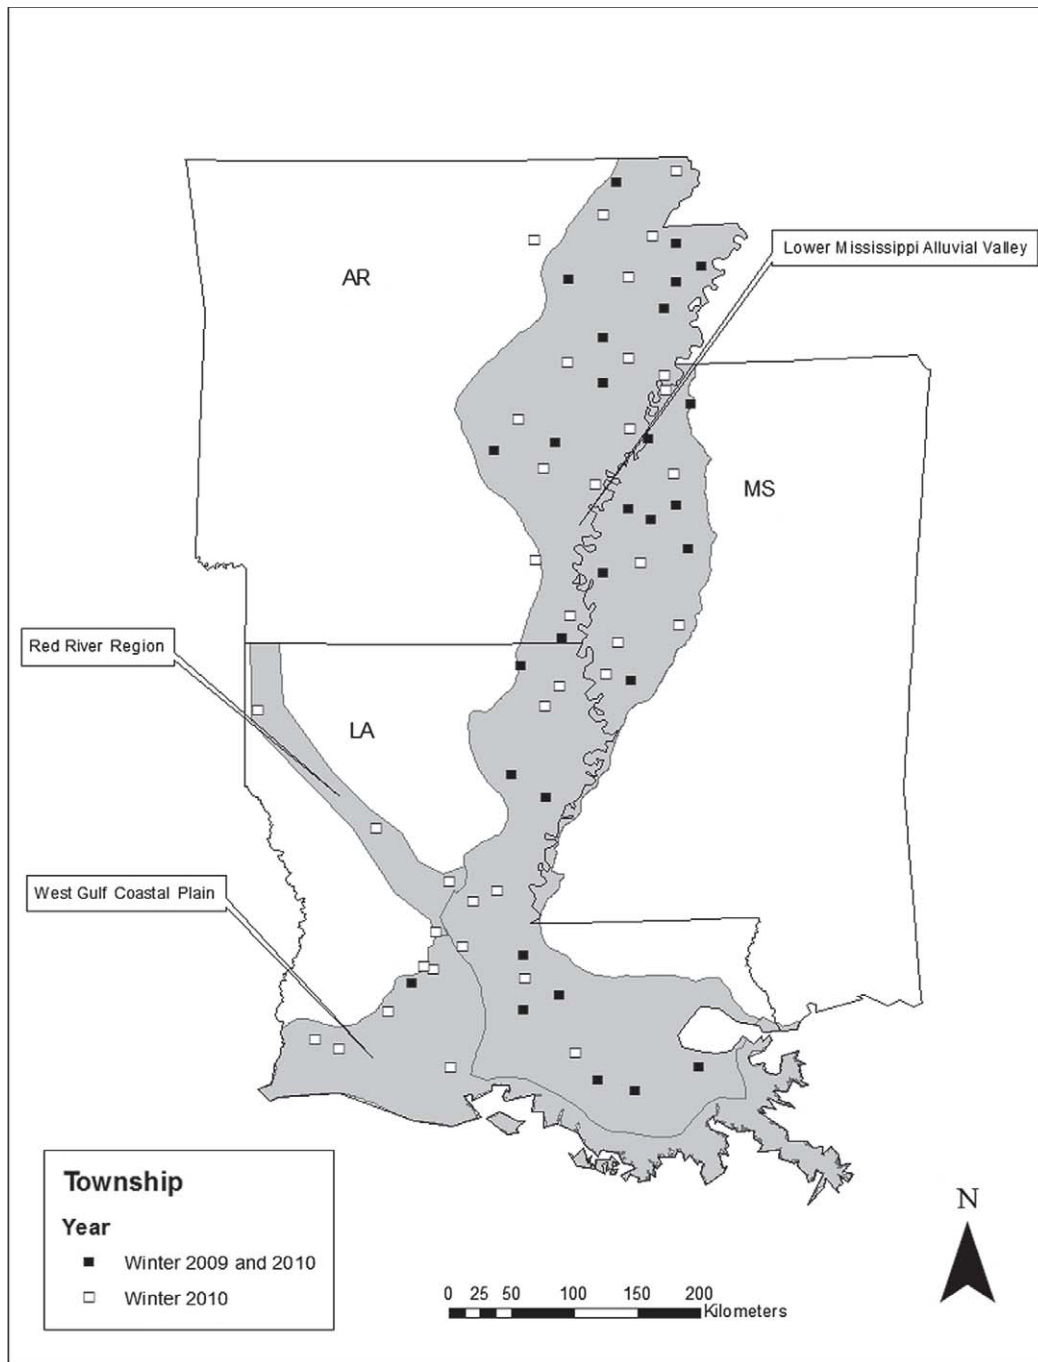 AR
Lower Mississippi Alluvial Valley
MS
Red River Region
LA
West Gulf Coastal Plain
Township
Year
Winter 2009 and 2010
Winter 2010
N
0 25 50 100 150 200
Kilometers